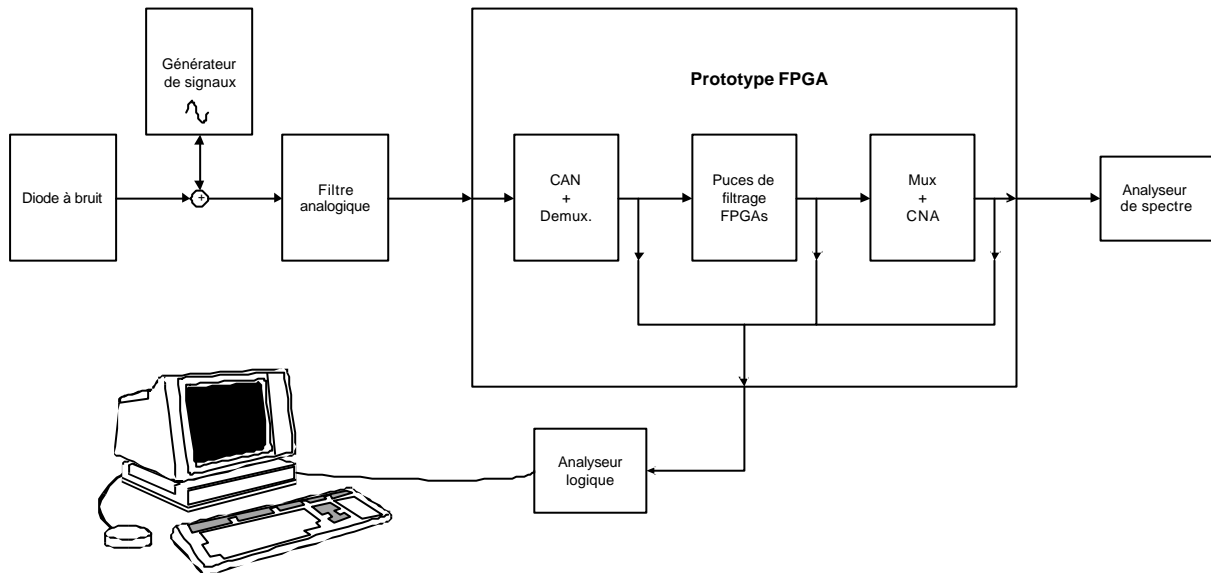 Générateur
de signaux
Prototype FPGA
Diode à bruit
+
Filtre
analogique
CAN
+
Demux.
Puces de
filtrage
FPGAs
Mux
+
CNA
Analyseur
de spectre
Analyseur
logique